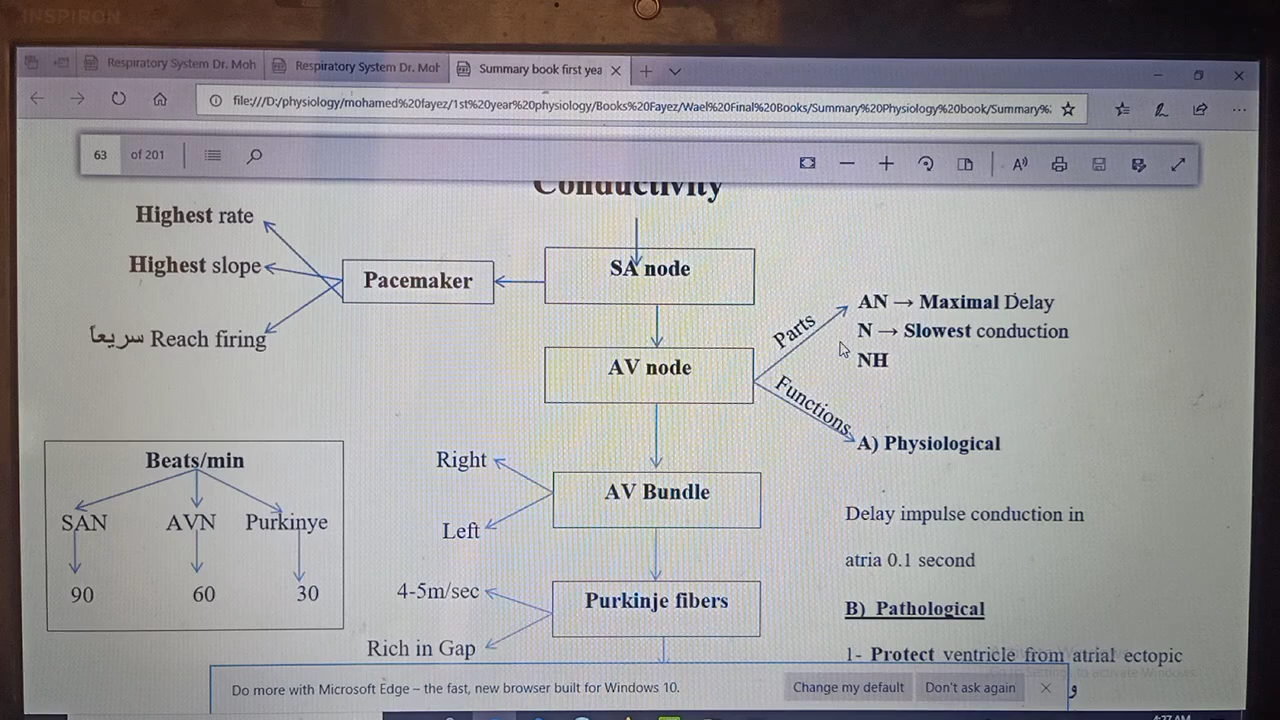 INSPIRON
Respiratory System Dr. Moh
Respiratory System Dr. Moh
Summary book first yea
file:///D:/physiology/mohamed%20fayez/1st%20year%20physiology/Books%20Fayez/Wael%20Final%20Books/Summary%20Physiology%20book/Summary%
63 of 201
Conductivity
Highest rate
Highest slope
سريعاً Reach firing
Pacemaker
SA node
AV node
Parts
AN → Maximal Delay
N → Slowest conduction
NH
Functions
A) Physiological
Delay impulse conduction in
atria 0.1 second
B) Pathological
1- Protect ventricle from atrial ectopic
Beats/min
SAN AVN Purkinye
90 60 30
Right
Left
AV Bundle
4-5m/sec
Rich in Gap
Purkinje fibers
Do more with Microsoft Edge – the fast, new browser built for Windows 10.
Change my default
Don't ask again
و
4:27 AM